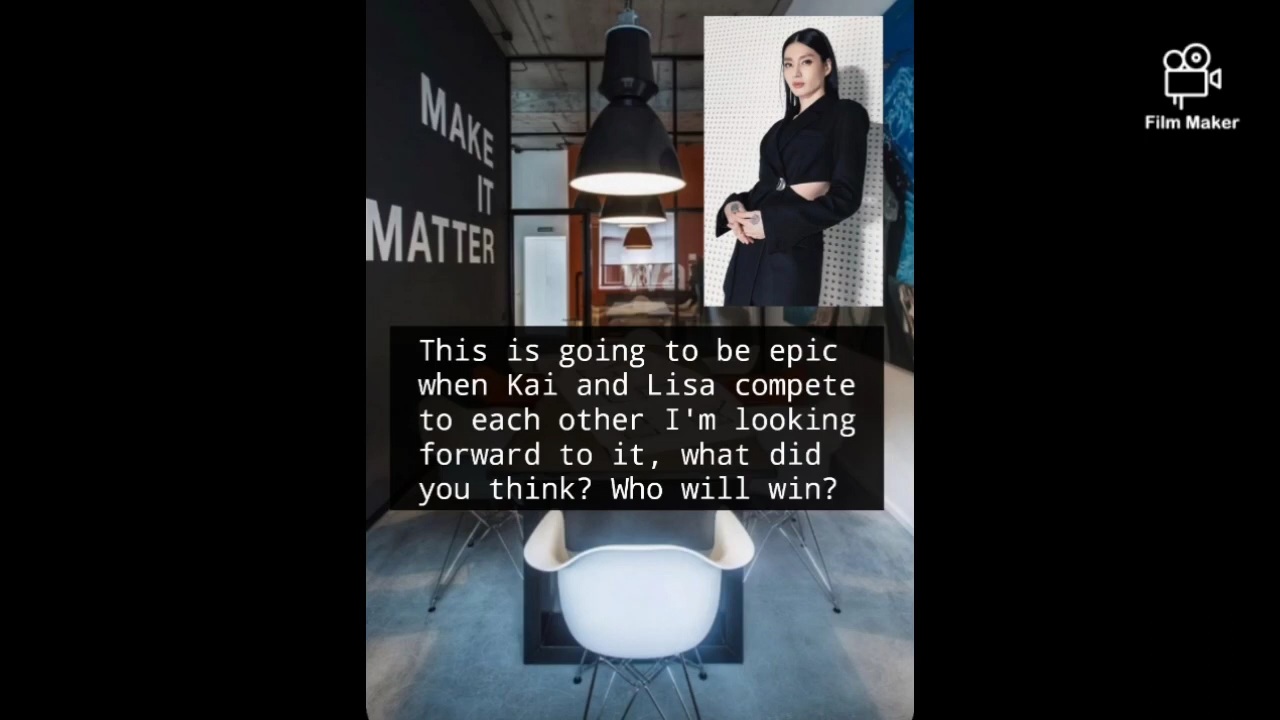 MAKE
IT
MATTER
Film Maker
This is going to be epic
when Kai and Lisa compete
to each other I'm looking
forward to it, what did
you think? Who will win?